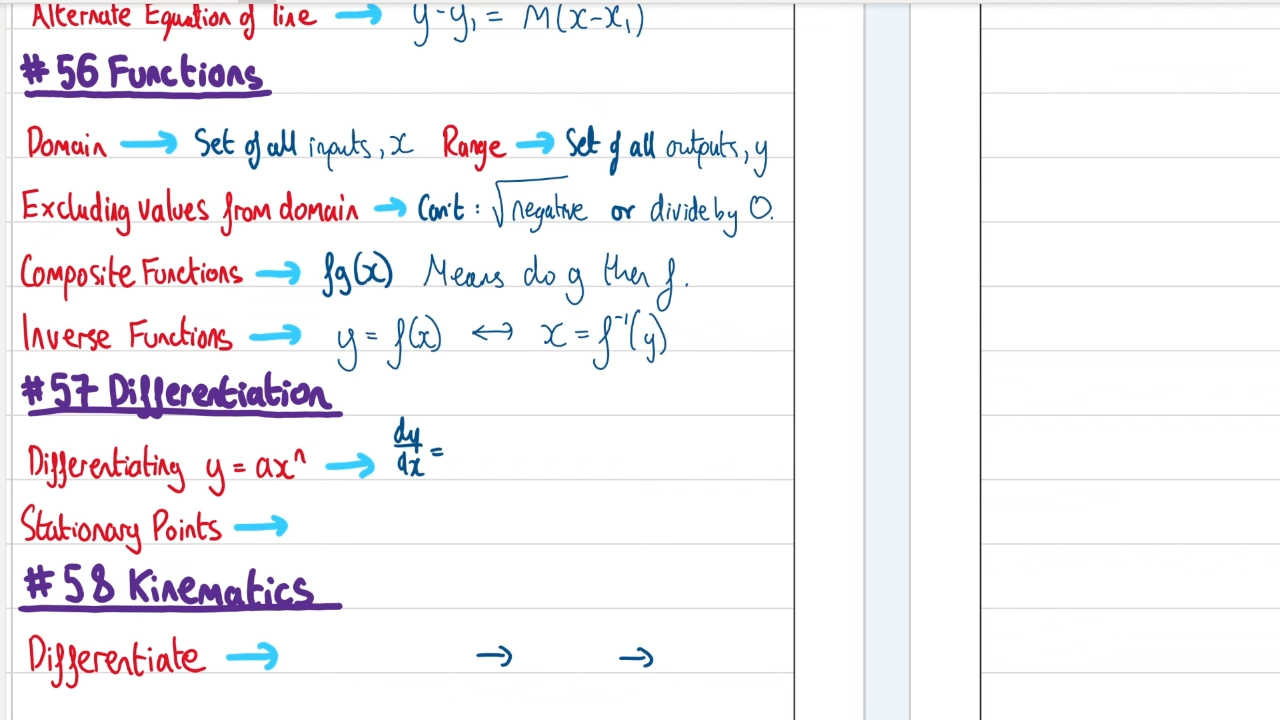 Alternate Equation of line → y-y₁ = M(x-x₁)
#56 Functions
Domain → Set of all inputs, x Range → Set of all outputs, y
Excluding values from domain → Can't: √negative or divide by 0.
Composite Functions → fg(x) Means do g then f.
Inverse Functions → y = f(x) ↔ x = f⁻¹(y)
#57 Differentiation
Differentiating y = axⁿ → dy/dx =
Stationary Points →
#58 Kinematics
Differentiate → → →